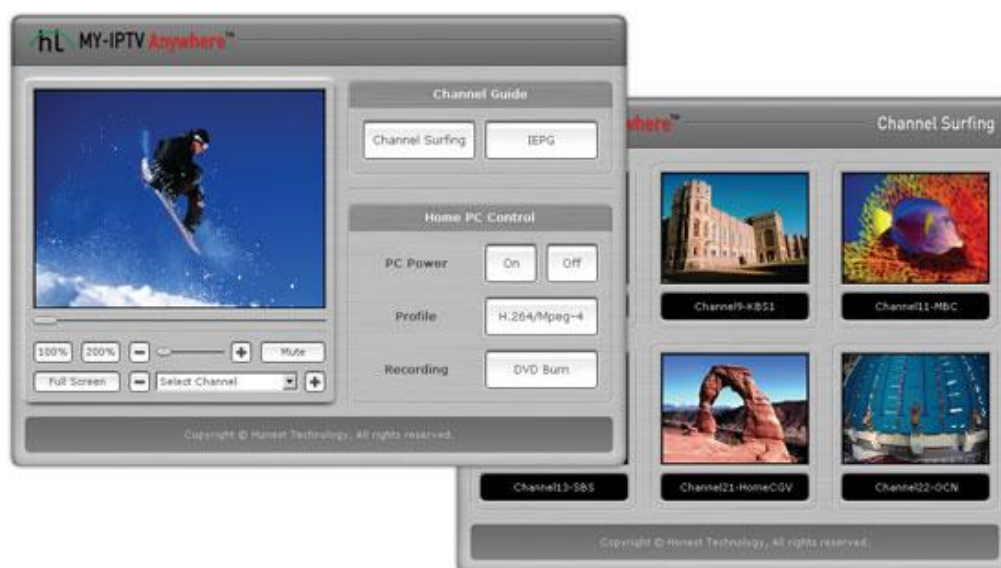 hL MY-IPTV Anywhere™
Channel Guide
Channel Surfing
IEPG
Home PC Control
PC Power
On
Off
Profile
H.264/Mpeg-4
Recording
DVD Burn
100%
200%
Mute
Full Screen
Select Channel
Copyright © Honest Technology, All rights reserved.
where™
Channel Surfing
Channel9-KBS1
Channel11-MBC
Channel13-SBS
Channel21-HomeCGV
Channel22-OCN
Copyright © Honest Technology, All rights reserved.